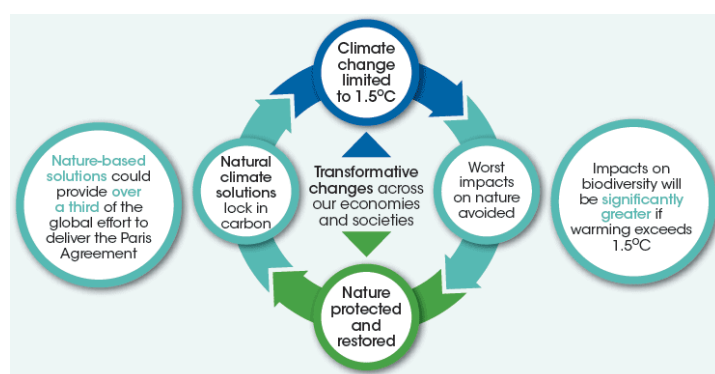 Climate
change
limited
to 1.5°C
Nature-based
solutions could
provide over
a third of the
global effort to
deliver the Paris
Agreement
Natural
climate
solutions
lock in
carbon
Transformative
changes across
our economies
and societies
Worst
impacts
on nature
avoided
Impacts on
biodiversity will
be significantly
greater if
warming exceeds
1.5°C
Nature
protected
and
restored